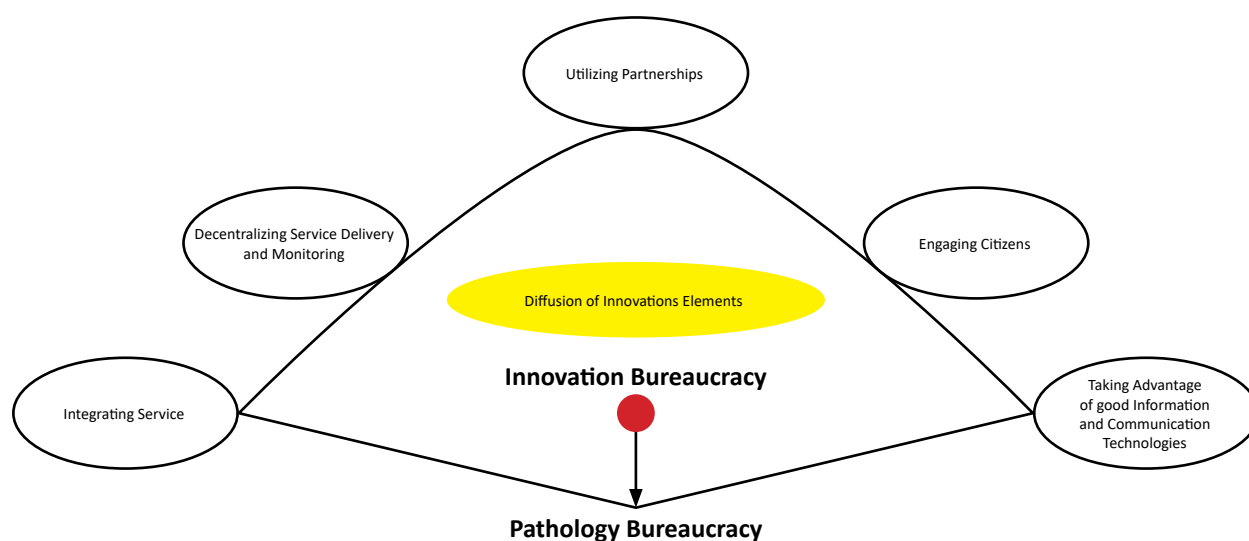 Utilizing Partnerships
Decentralizing Service Delivery
and Monitoring
Engaging Citizens
Diffusion of Innovations Elements
Innovation Bureaucracy
Integrating Service
Taking Advantage
of good Information
and Communication
Technologies
Pathology Bureaucracy